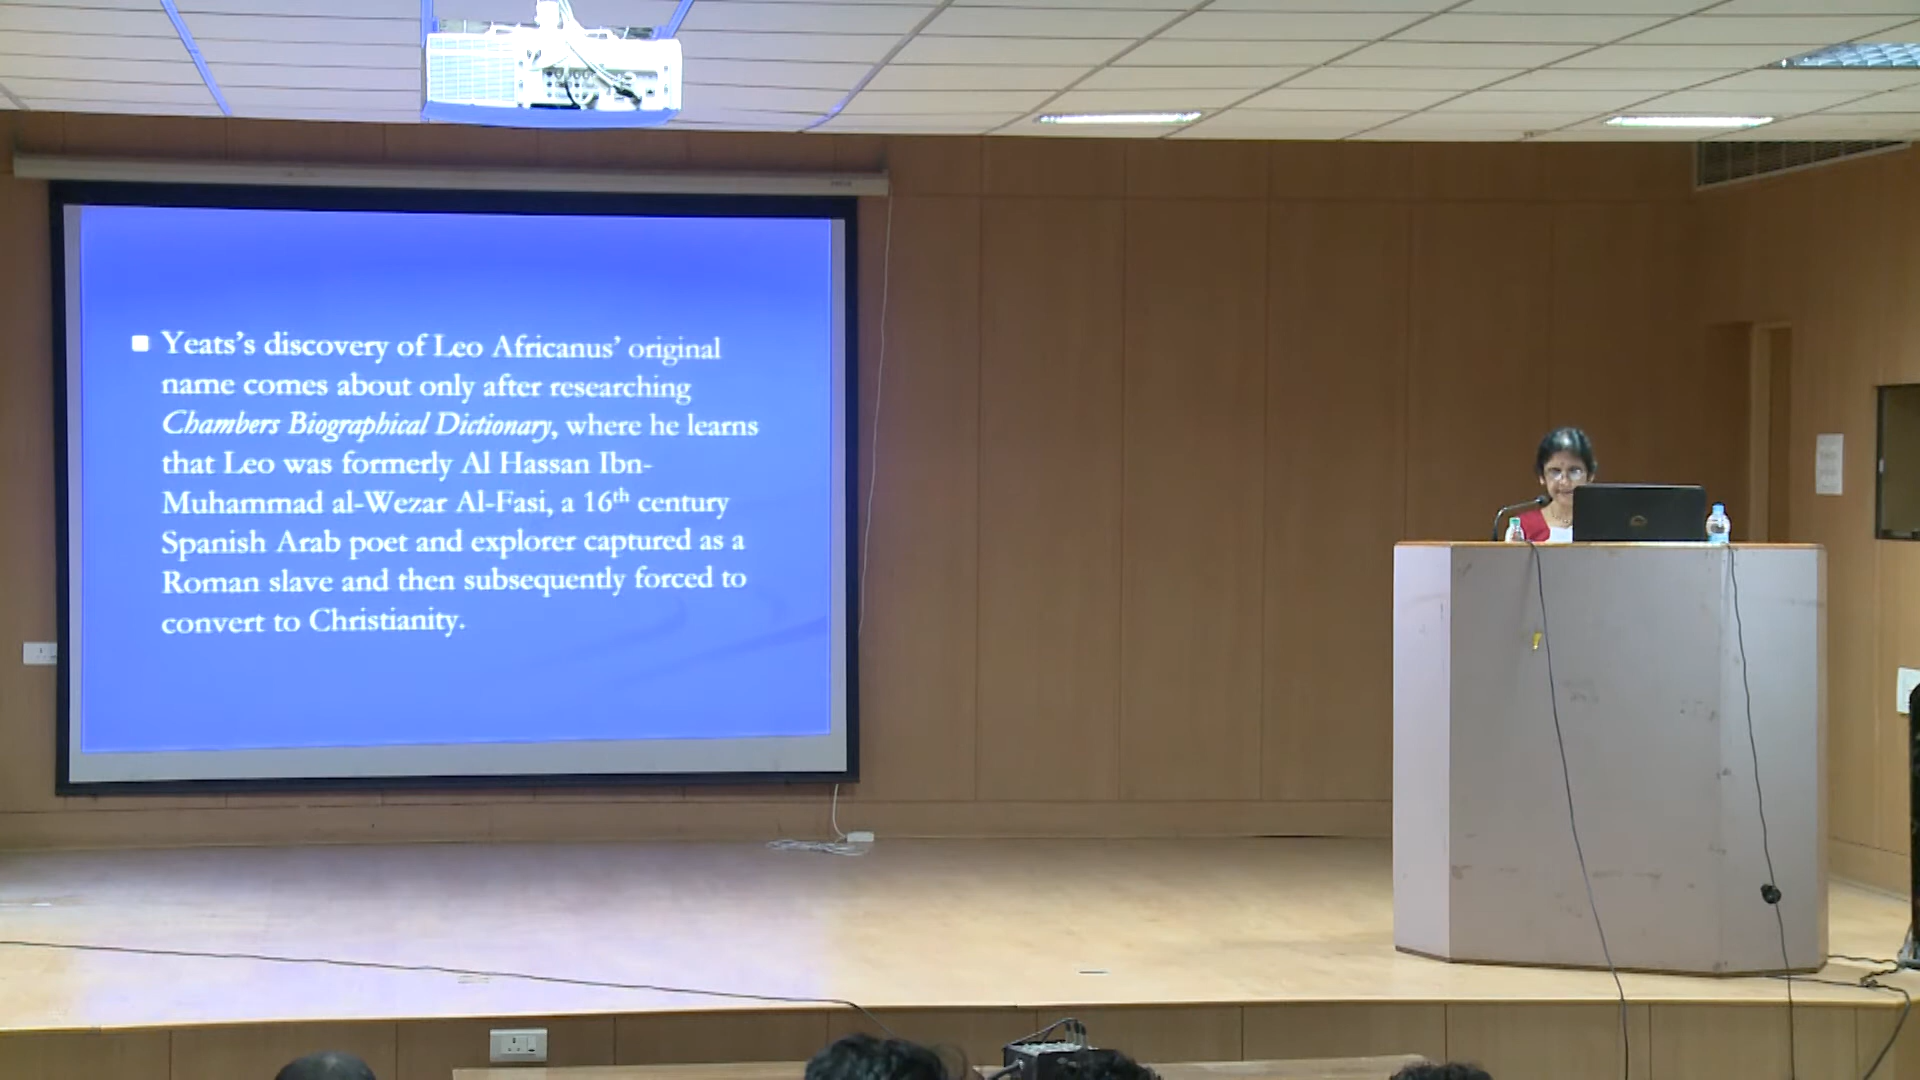 Yeats's discovery of Leo Africanus' original
name comes about only after researching
Chambers Biographical Dictionary, where he learns
that Leo was formerly Al Hassan Ibn-
Muhammad al-Wezar Al-Fasi, a 16th century
Spanish Arab poet and explorer captured as a
Roman slave and then subsequently forced to
convert to Christianity.